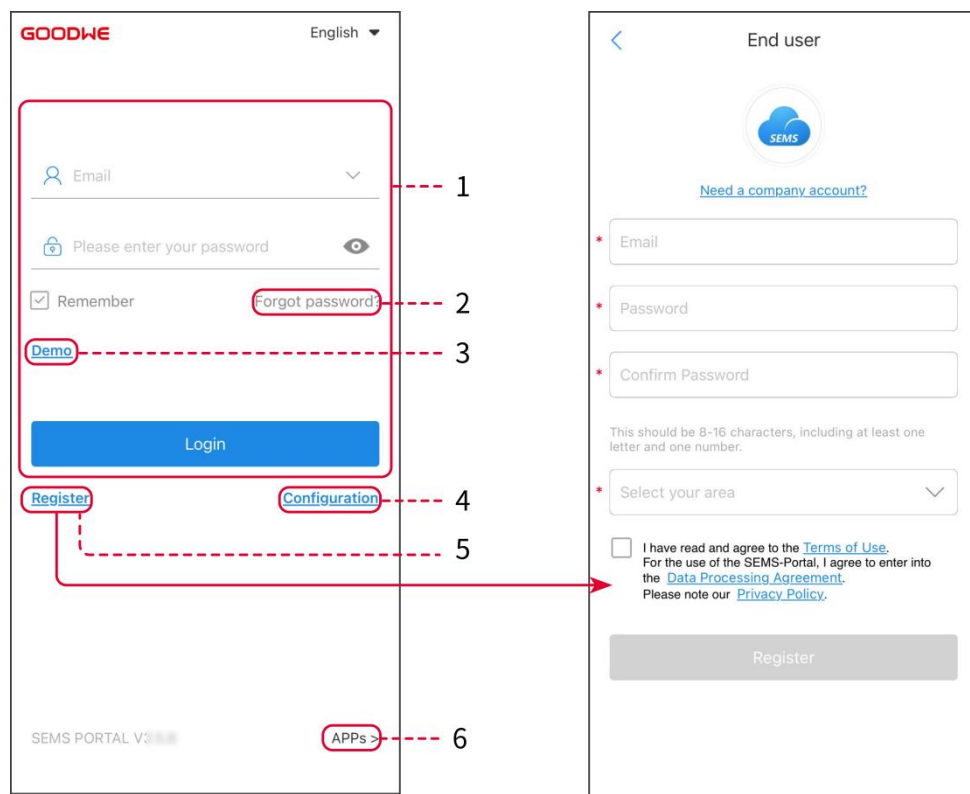 GOODWE
English
Email
1
Please enter your password
Remember
Forgot password?
2
Demo
3
Login
Register
Configuration
4
5
SEMS PORTAL
APPs >
6
End user
SEMS
Need a company account?
* Email
* Password
* Confirm Password
This should be 8-16 characters, including at least one
letter and one number.
* Select your area
I have read and agree to the Terms of Use.
For the use of the SEMS-Portal, I agree to enter into
the Data Processing Agreement.
Please note our Privacy Policy.
Register